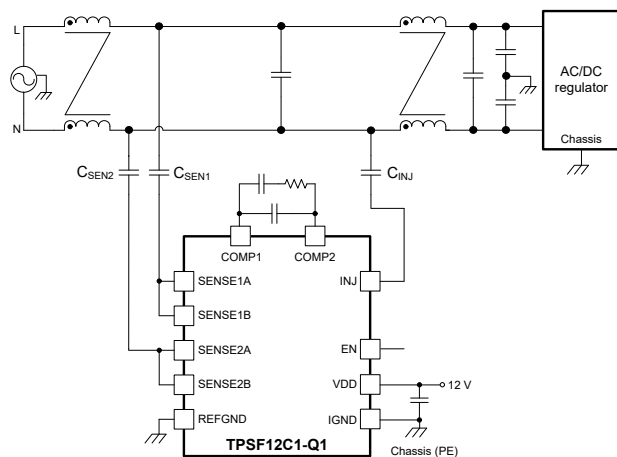 L
AC/DC
regulator
N
Chassis
CSEN2
CSEN1
CINJ
COMP1
COMP2
SENSE1A
INJ
SENSE1B
SENSE2A
EN
SENSE2B
VDD
12 V
REFGND
IGND
TPSF12C1-Q1
Chassis (PE)